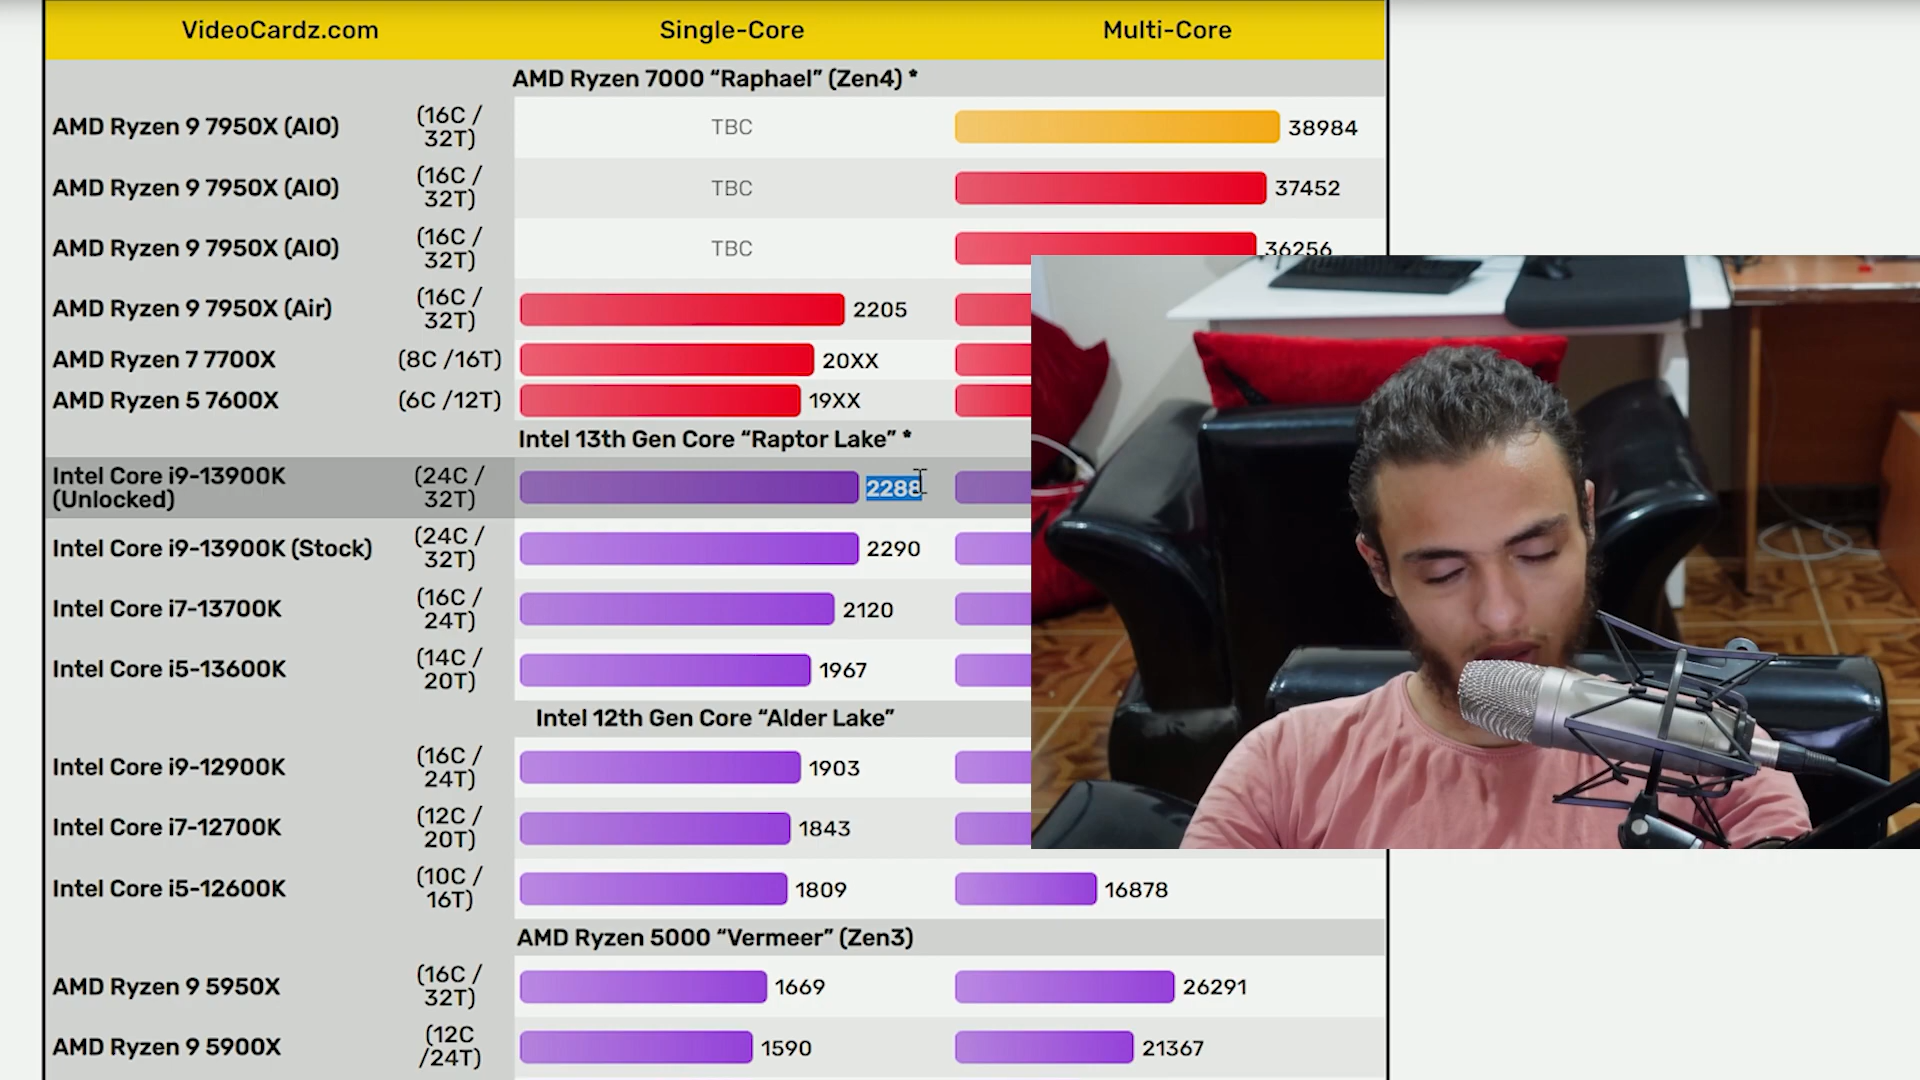 VideoCardz.com Single-Core Multi-Core
AMD Ryzen 7000 “Raphael” (Zen4) *
AMD Ryzen 9 7950X (AIO) (16C / 32T) TBC 38984
AMD Ryzen 9 7950X (AIO) (16C / 32T) TBC 37452
AMD Ryzen 9 7950X (AIO) (16C / 32T) TBC 36256
AMD Ryzen 9 7950X (Air) (16C / 32T) 2205
AMD Ryzen 7 7700X (8C /16T) 20XX
AMD Ryzen 5 7600X (6C /12T) 19XX
Intel 13th Gen Core “Raptor Lake” *
Intel Core i9-13900K (Unlocked) (24C / 32T) 2288
Intel Core i9-13900K (Stock) (24C / 32T) 2290
Intel Core i7-13700K (16C / 24T) 2120
Intel Core i5-13600K (14C / 20T) 1967
Intel 12th Gen Core “Alder Lake”
Intel Core i9-12900K (16C / 24T) 1903
Intel Core i7-12700K (12C / 20T) 1843
Intel Core i5-12600K (10C / 16T) 1809 16878
AMD Ryzen 5000 “Vermeer” (Zen3)
AMD Ryzen 9 5950X (16C / 32T) 1669 26291
AMD Ryzen 9 5900X (12C /24T) 1590 21367